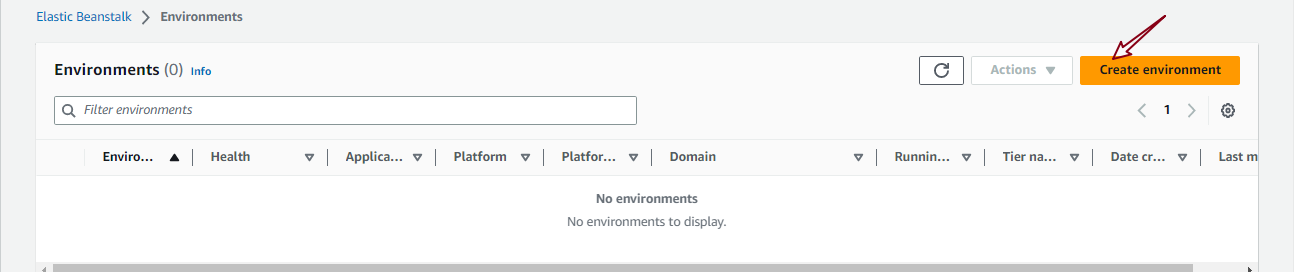 Elastic Beanstalk > Environments
Environments (0) Info
Actions
Create environment
Filter environments
1
Enviro... Health Applica... Platform Platfor... Domain Runnin... Tier na... Date cr... Last m
No environments
No environments to display.